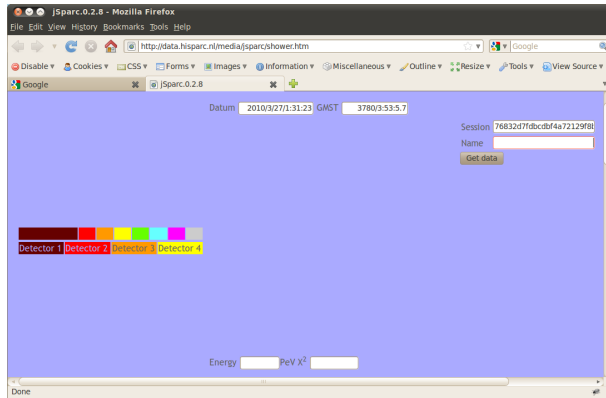 jSparc.0.2.8 - Mozilla Firefox
File Edit View History Bookmarks Tools Help
http://data.hisparc.nl/media/jsparc/shower.htm Google
Disable Cookies CSS Forms Images Information Miscellaneous Outline Resize Tools View Source
Google jSparc.0.2.8
Datum 2010/3/27/1:31:23 GMST 3780/3:53:5.7
Session 76832d7fdbcdbf4a72129f8
Name
Get data
Detector 1 Detector 2 Detector 3 Detector 4
Energy PeV X²
Done